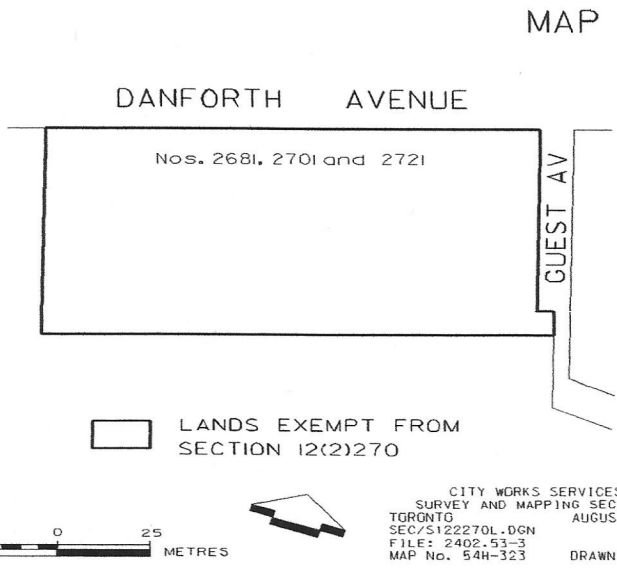 MAP
DANFORTH AVENUE
Nos. 2681, 2701 and 2721
GUEST AV
LANDS EXEMPT FROM
SECTION 12(2)270
0 25
METRES
CITY WORKS SERVICES
SURVEY AND MAPPING SEC
TORONTO AUGUS
SEC/S122270L.DGN
FILE: 2402.53-3
MAP No. 54H-323 DRAWN